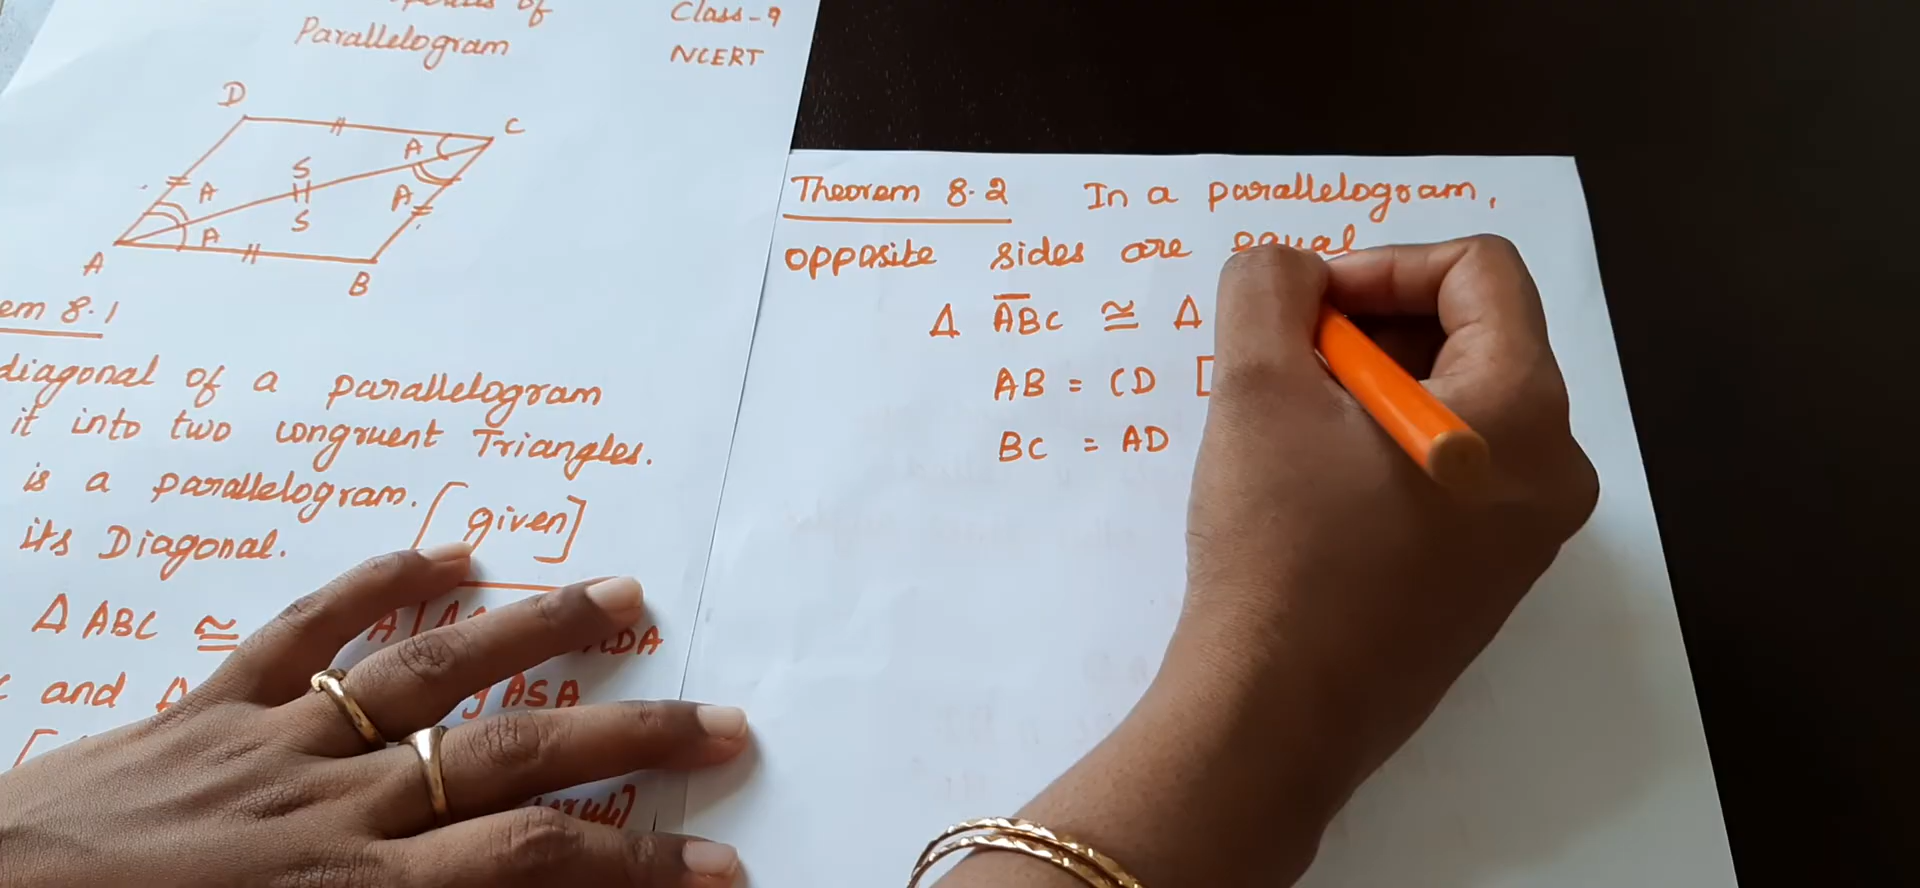 of
Parallelogram
Class-9
NCERT
D
C
A
S
A
A
S
A
A
B
8.1
diagonal of a parallelogram
it into two congruent Triangles.
is a parallelogram. [given]
its Diagonal.
Δ ABC ≅
and
ASA
Theorem 8.2 In a parallelogram,
opposite sides are equal
Δ ABC ≅ Δ
AB = CD [
BC = AD